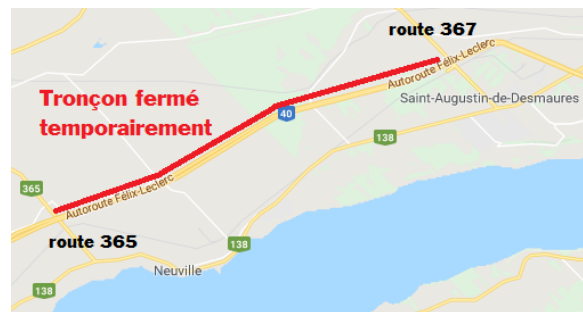 route 367
Autoroute Félix-Leclerc
Tronçon fermé
temporairement
Saint-Augustin-de-Desmaures
40
138
365
Autoroute Félix-Leclerc
route 365
138
Neuville
138